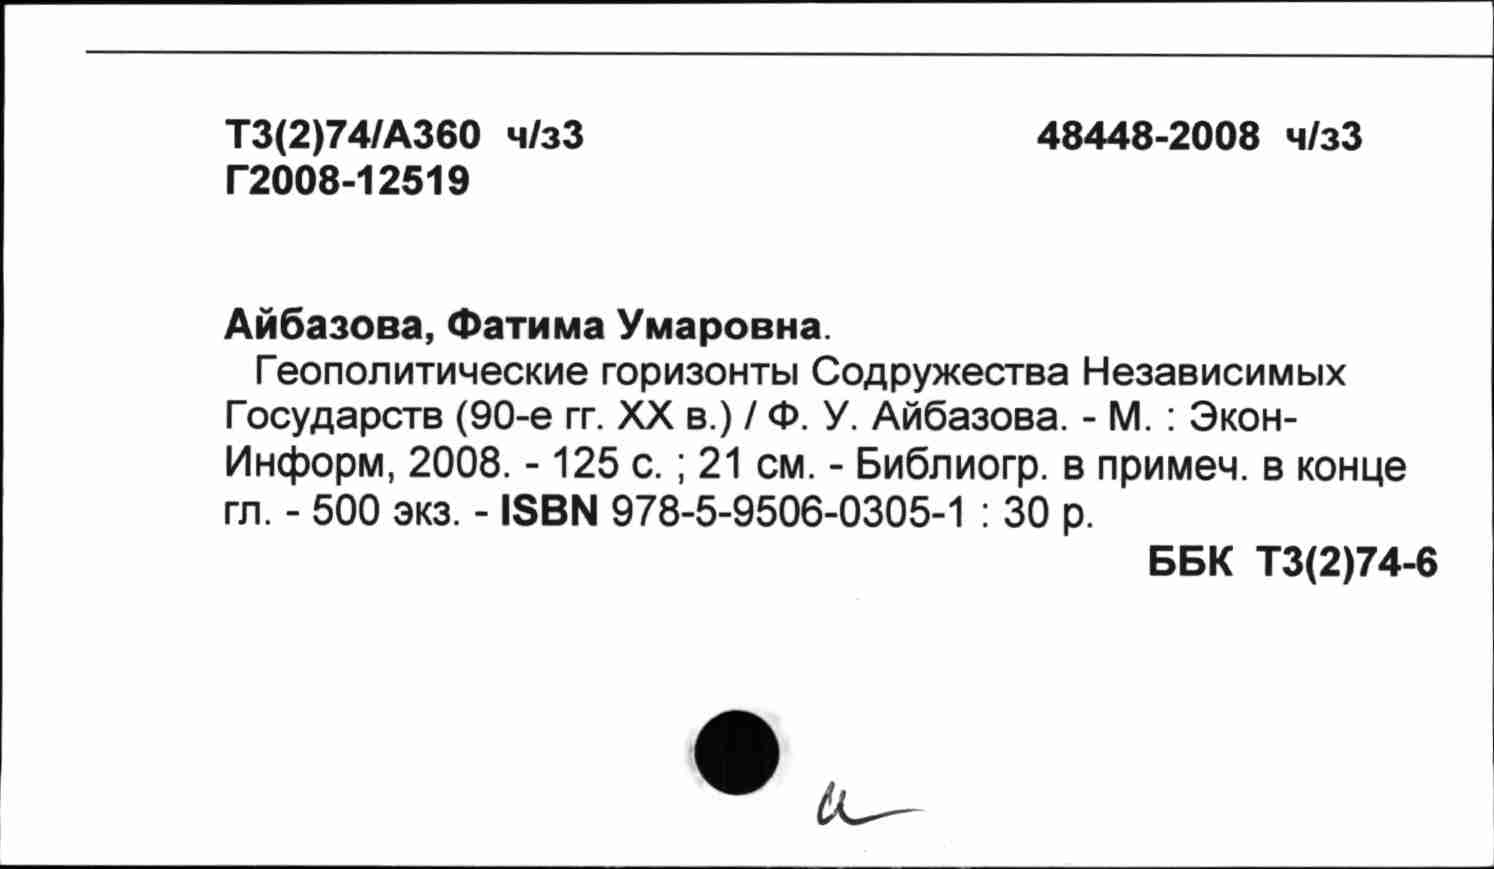 Т3(2)74/А360 ч/з3 48448-2008 ч/з3
Г2008-12519
Айбазова, Фатима Умаровна.
Геополитические горизонты Содружества Независимых
Государств (90-е гг. XX в.) / Ф. У. Айбазова. - М. : Экон-
Информ, 2008. - 125 с. ; 21 см. - Библиогр. в примеч. в конце
гл. - 500 экз. - ISBN 978-5-9506-0305-1 : 30 р.
ББК Т3(2)74-6